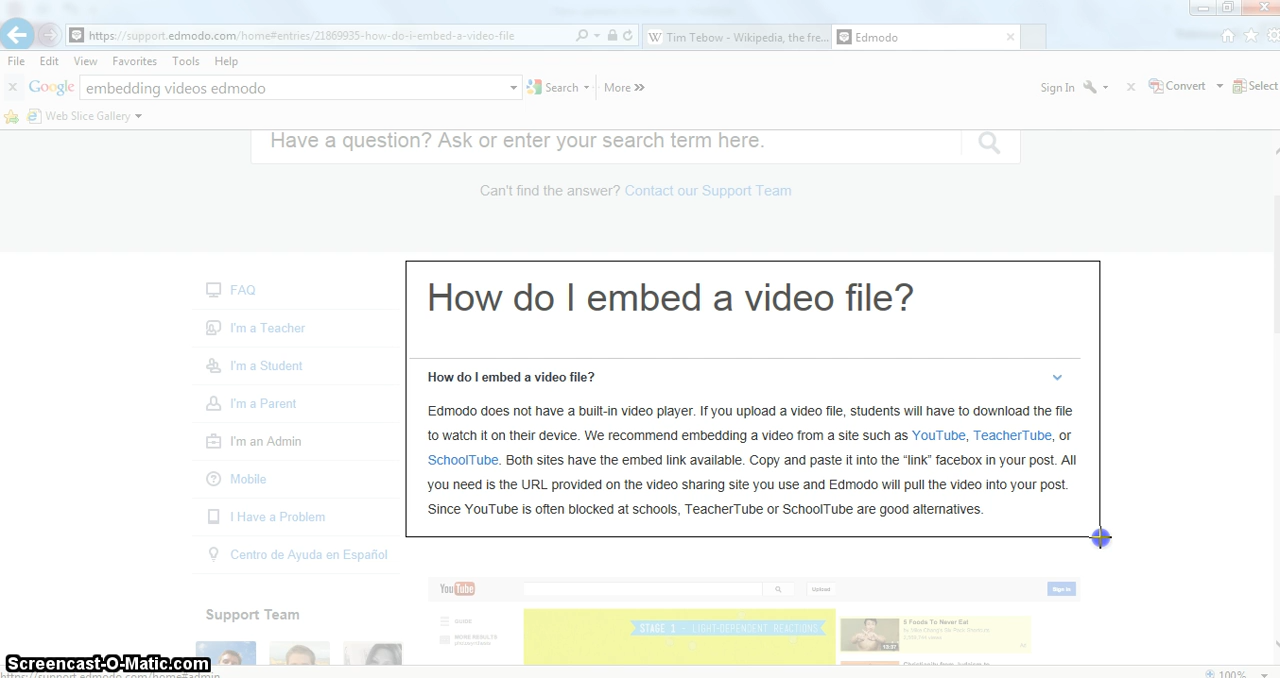 https://support.edmodo.com/home#entries/21869935-how-do-i-embed-a-video-file
Tim Tebow - Wikipedia, the fre...
Edmodo
File Edit View Favorites Tools Help
Google embedding videos edmodo Search More »
Sign In Convert Select
Web Slice Gallery
Have a question? Ask or enter your search term here.
Can't find the answer? Contact our Support Team
FAQ
I'm a Teacher
I'm a Student
I'm a Parent
I'm an Admin
Mobile
I Have a Problem
Centro de Ayuda en Español
Support Team
How do I embed a video file?
How do I embed a video file?
Edmodo does not have a built-in video player. If you upload a video file, students will have to download the file
to watch it on their device. We recommend embedding a video from a site such as YouTube, TeacherTube, or
SchoolTube. Both sites have the embed link available. Copy and paste it into the “link” facebox in your post. All
you need is the URL provided on the video sharing site you use and Edmodo will pull the video into your post.
Since YouTube is often blocked at schools, TeacherTube or SchoolTube are good alternatives.
YouTube Upload Sign in
GUIDE
MORE RESULTS
STAGE 1 - LIGHT-DEPENDENT REACTIONS
5 Foods To Never Eat
Screencast-O-Matic.com
https://support.edmodo.com/home#admin
100%